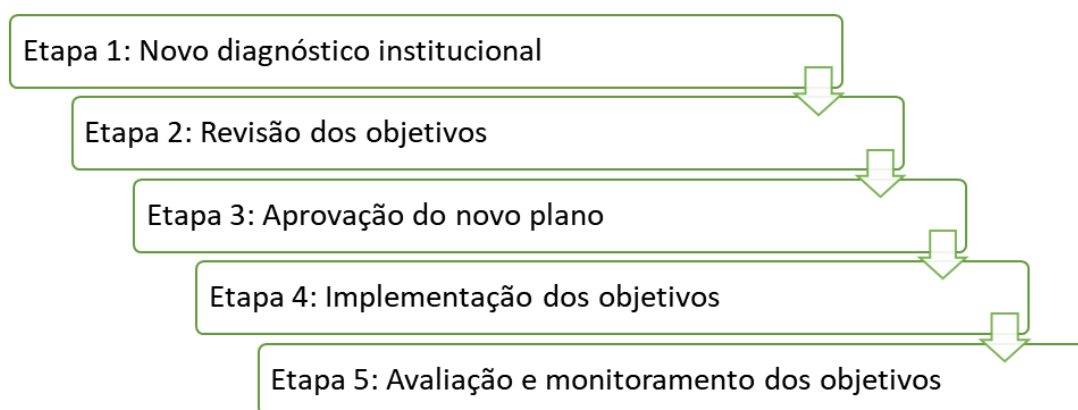 Etapa 1: Novo diagnóstico institucional
Etapa 2: Revisão dos objetivos
Etapa 3: Aprovação do novo plano
Etapa 4: Implementação dos objetivos
Etapa 5: Avaliação e monitoramento dos objetivos